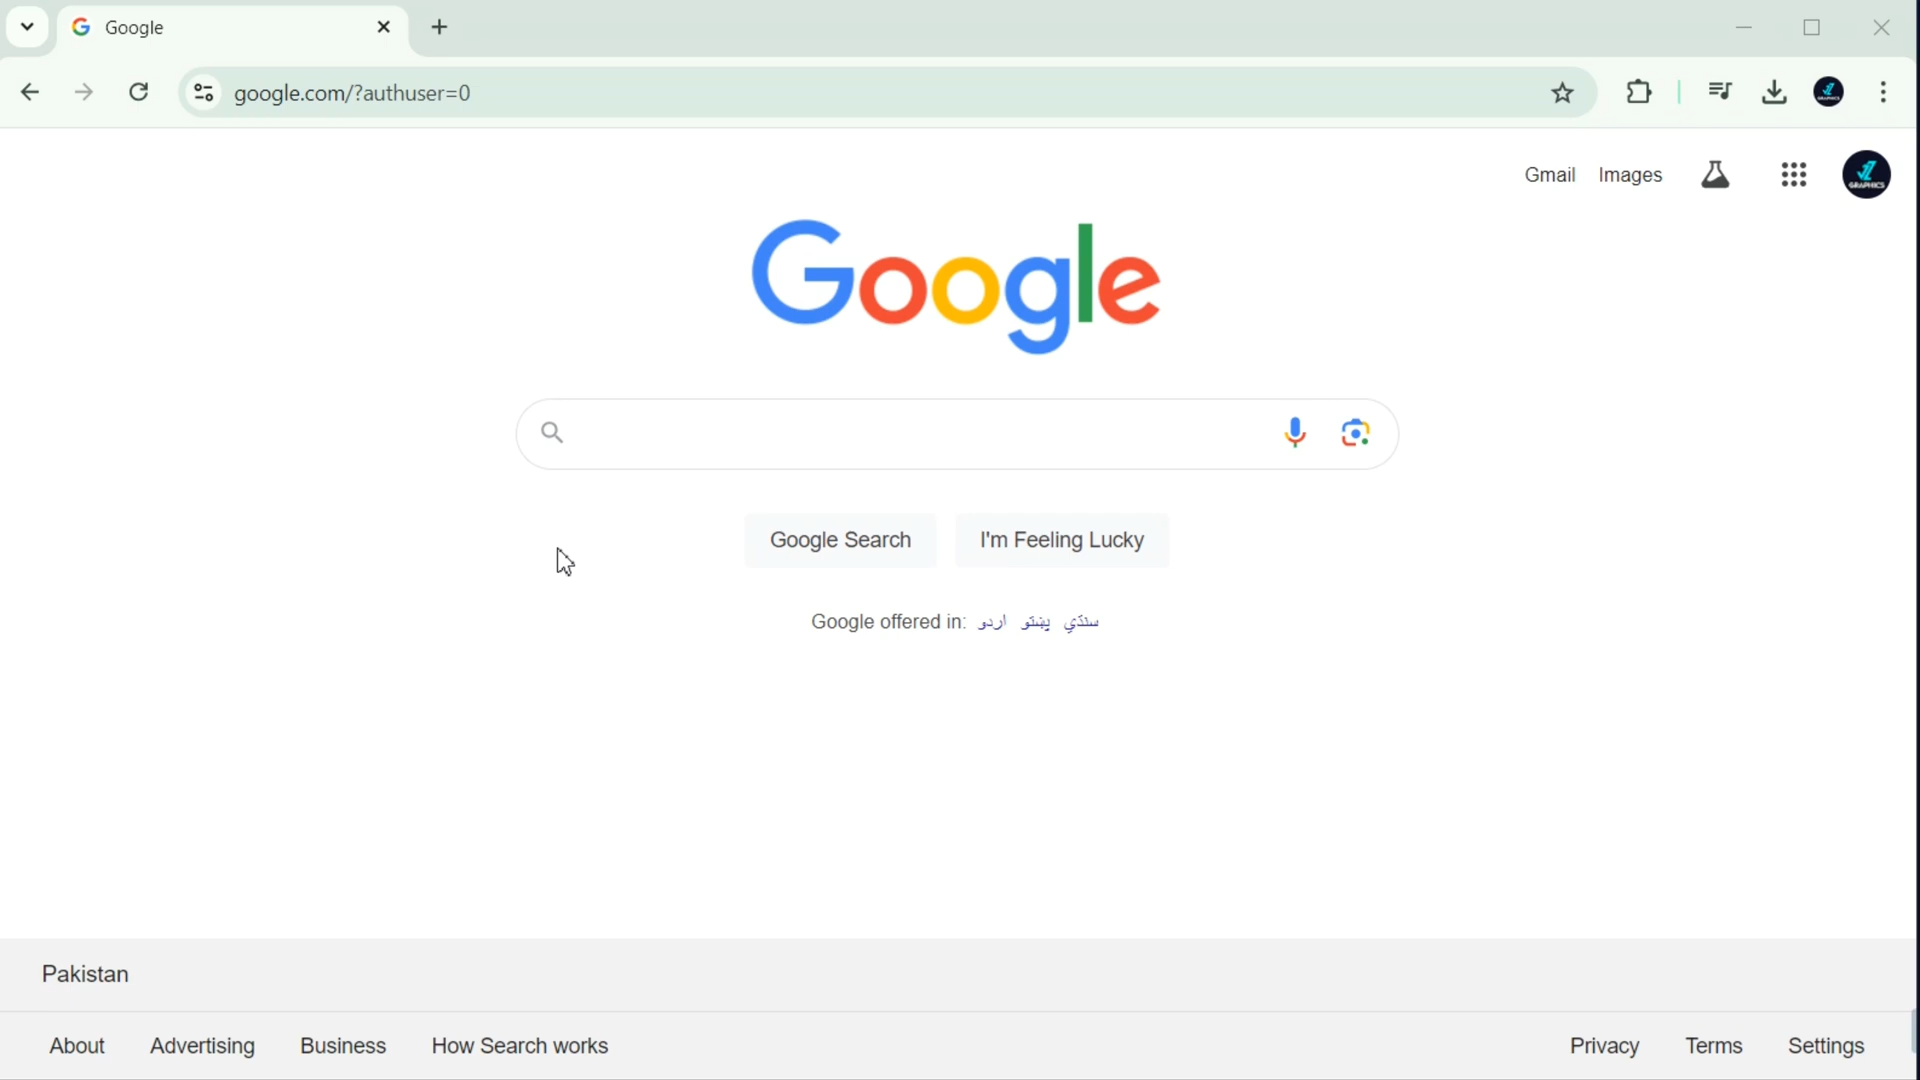 Google
google.com/?authuser=0
Gmail Images
GRAPHICS
Google
Google Search I'm Feeling Lucky
Google offered in: اردو پښتو سنڌي
Pakistan
About Advertising Business How Search works Privacy Terms Settings